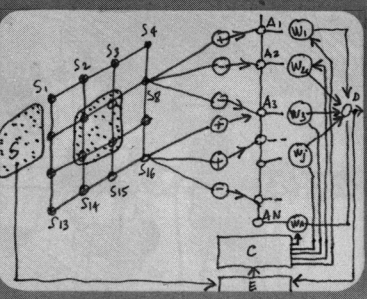 S4
S3
S2
S1
S8
S16
S15
S14
S13
S
+
-
-
+
+
-
A1
A2
A3
AN
W1
W2
W3
Wj
WN
D
C
E